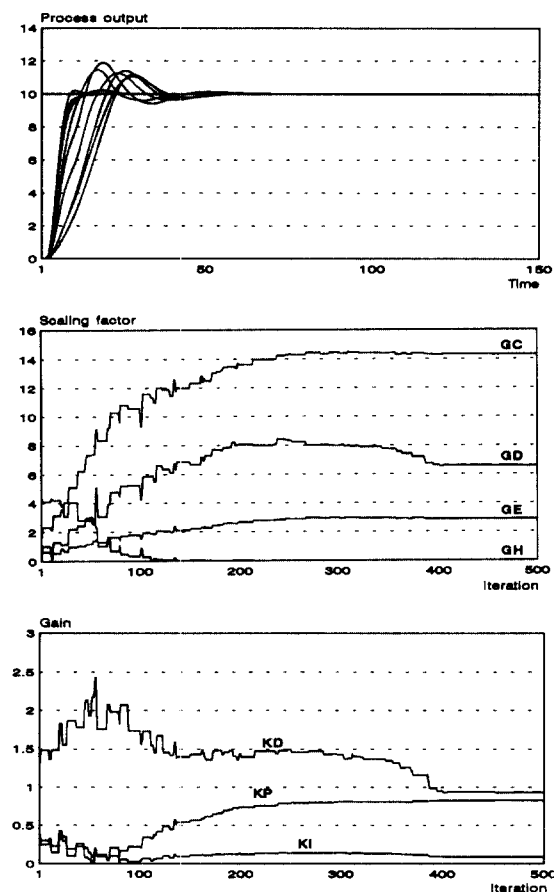 Process output
14
12
10
8
6
4
2
0
1 50 100 150
Time
Scaling factor
16
14
12
10
8
6
4
2
0
GC
GD
GE
GH
1 100 200 300 400 500
Iteration
Gain
3
2.5
2
1.5
1
0.5
0
KD
KP
KI
1 100 200 300 400 500
Iteration